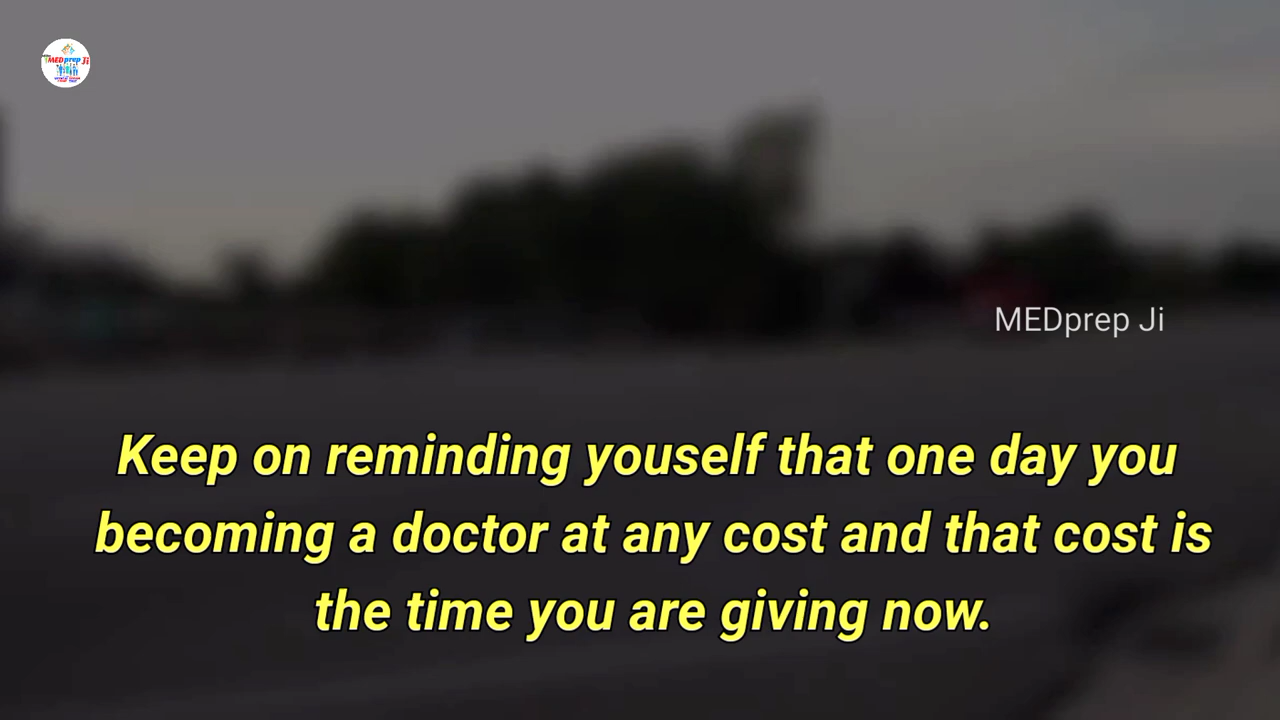 MEDprep Ji
MEDprep Ji
Keep on reminding youself that one day you
becoming a doctor at any cost and that cost is
the time you are giving now.